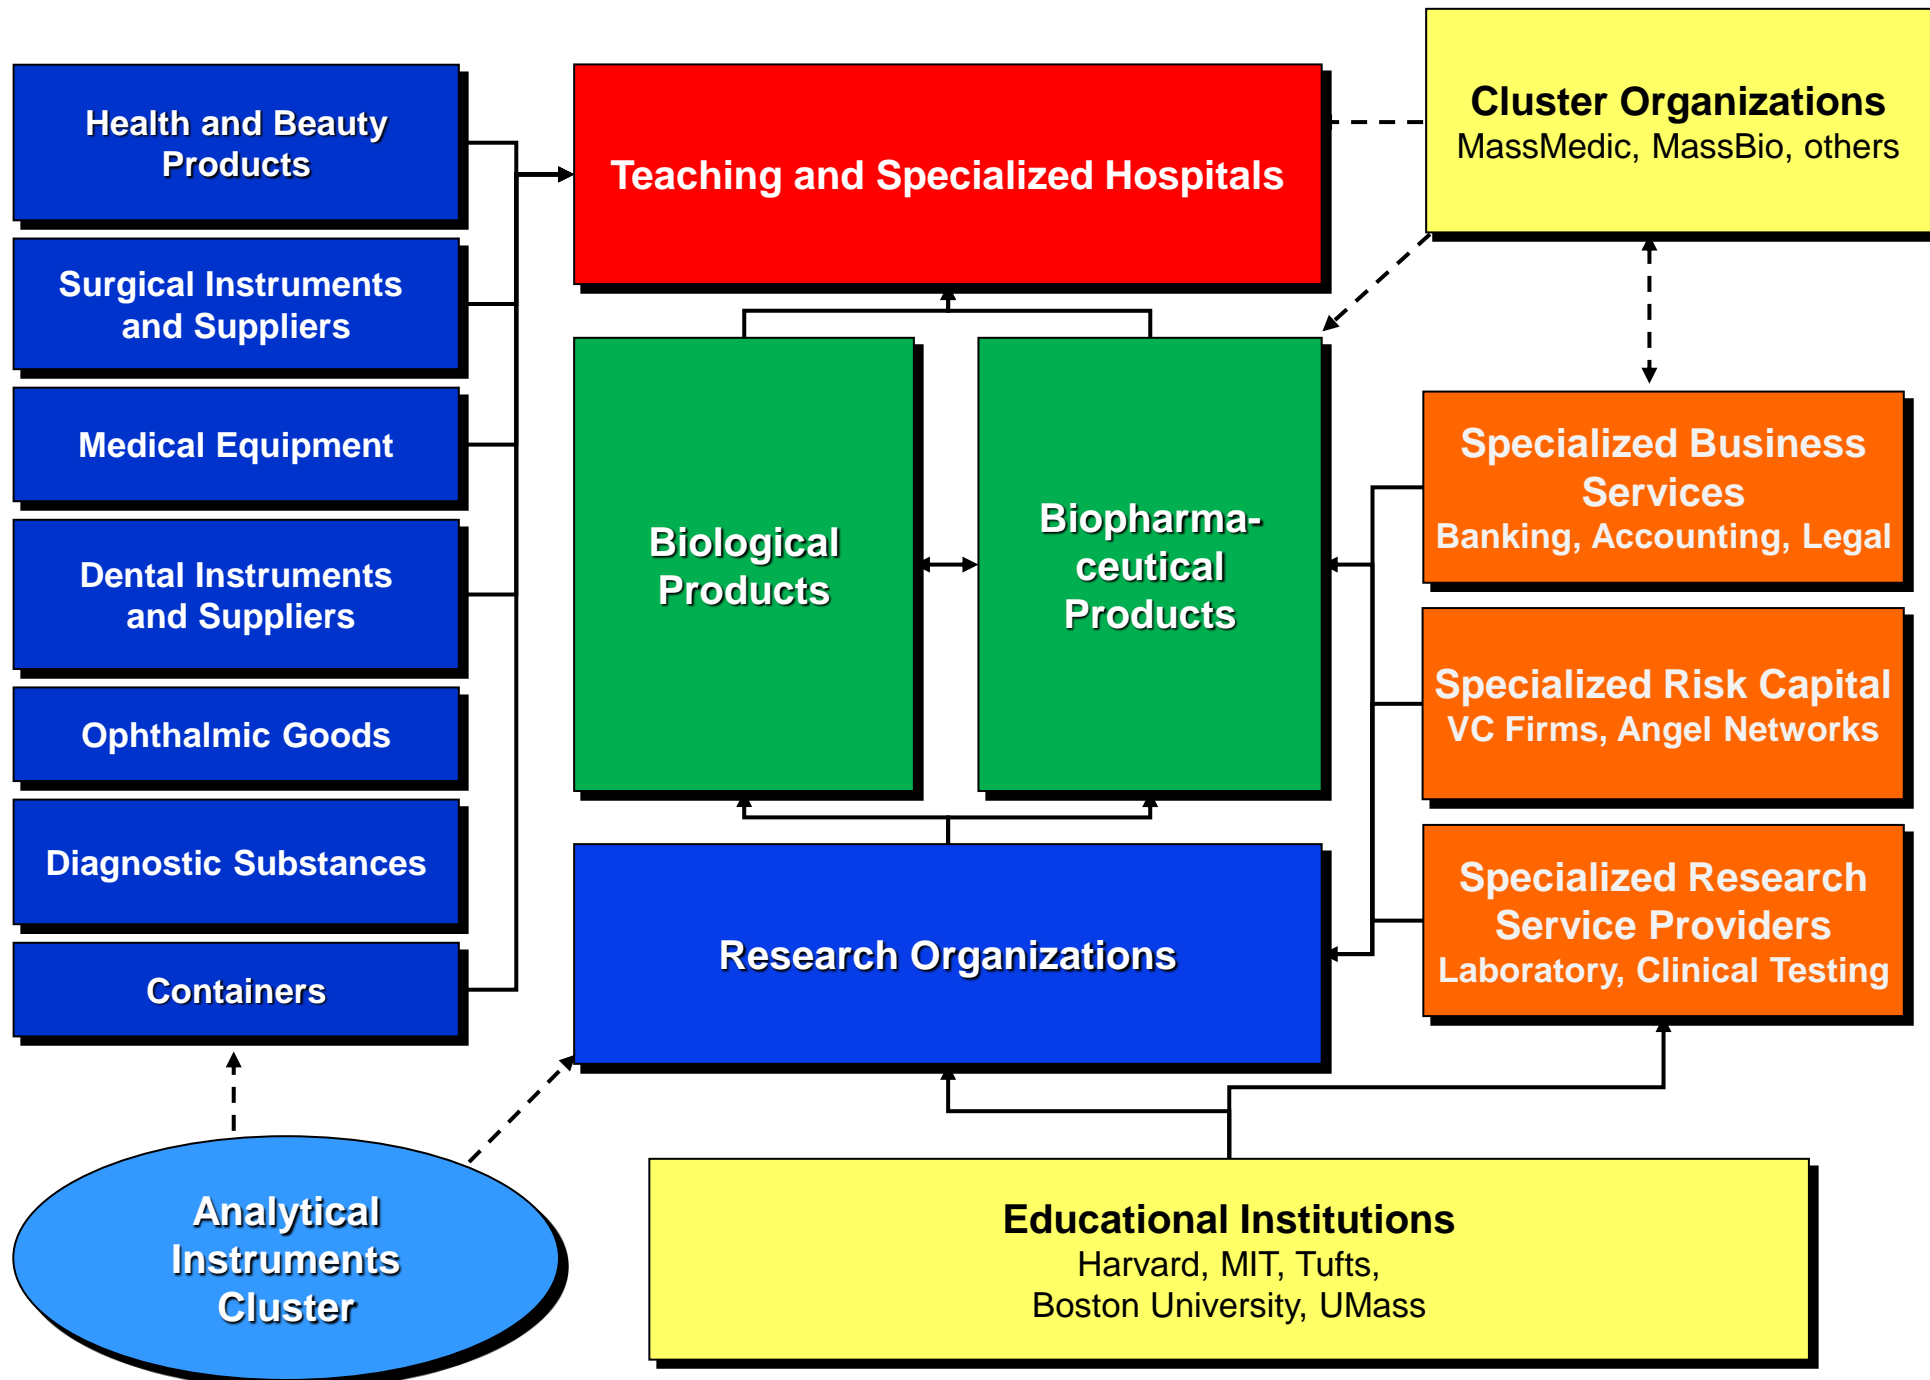 Health and Beauty
Products
Surgical Instruments
and Suppliers
Medical Equipment
Dental Instruments
and Suppliers
Ophthalmic Goods
Diagnostic Substances
Containers
Analytical
Instruments
Cluster
Teaching and Specialized Hospitals
Biological
Products
Biopharma-
ceutical
Products
Research Organizations
Cluster Organizations
MassMedic, MassBio, others
Specialized Business
Services
Banking, Accounting, Legal
Specialized Risk Capital
VC Firms, Angel Networks
Specialized Research
Service Providers
Laboratory, Clinical Testing
Educational Institutions
Harvard, MIT, Tufts,
Boston University, UMass